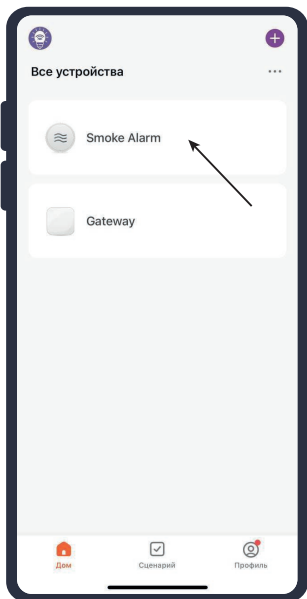 Все устройства
Smoke Alarm
Gateway
Дом
Сценарий
Профиль